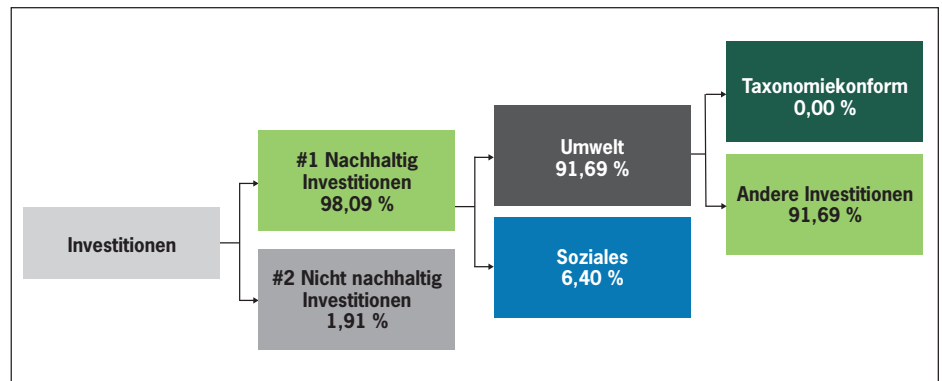 Investitionen
#1 Nachhaltig
Investitionen
98,09 %
#2 Nicht nachhaltig
Investitionen
1,91 %
Umwelt
91,69 %
Soziales
6,40 %
Taxonomiekonform
0,00 %
Andere Investitionen
91,69 %